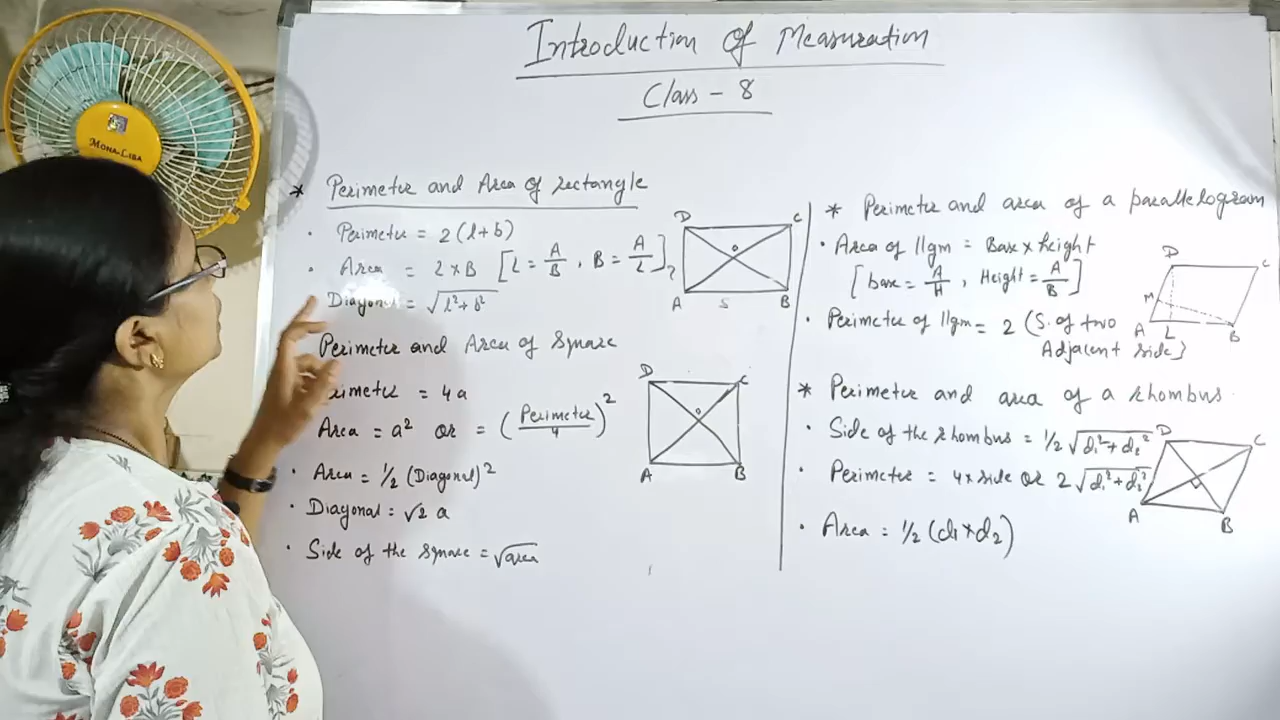 Introduction Of Mensuration
Class - 8
MONA-LISA
* Perimeter and Area of rectangle
· Perimeter = 2(l+b)
· Area = L×B [L = A/B, B = A/L]
Diagonal = √l²+b²
Perimeter and Area of Square
Perimeter = 4a
Area = a² or = (Perimeter/4)²
· Area = 1/2 (Diagonal)²
· Diagonal = √2 a
· Side of the square = √area
D C
O
A S B
D C
O
A B
* Perimeter and area of a parallelogram
· Area of llgm = Base × height
[base = A/H, Height = A/B]
· Perimeter of llgm = 2 (S. of two
Adjacent side)
D C
M
A L B
* Perimeter and area of a rhombus
· Side of the rhombus = 1/2 √d₁²+d₂²
· Perimeter = 4×side or 2√d₁²+d₂²
· Area = 1/2 (d₁×d₂)
D C
A B